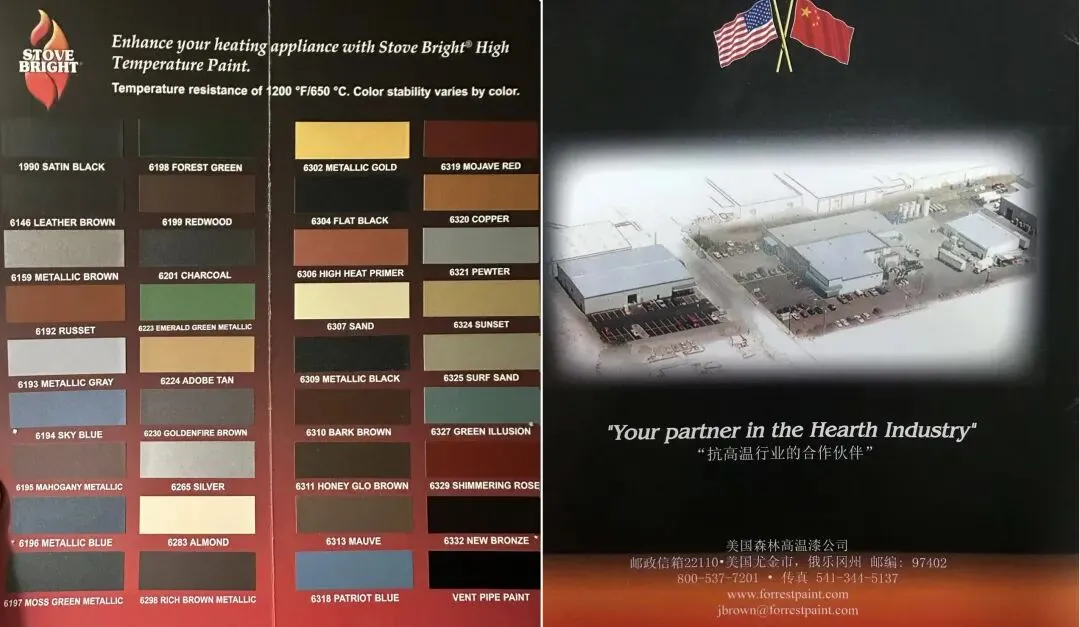 STOVE
BRIGHT®
Enhance your heating appliance with Stove Bright® High
Temperature Paint.
Temperature resistance of 1200 °F/650 °C. Color stability varies by color.
1990 SATIN BLACK
6198 FOREST GREEN
6302 METALLIC GOLD
6319 MOJAVE RED
6146 LEATHER BROWN
6199 REDWOOD
6304 FLAT BLACK
6320 COPPER
6159 METALLIC BROWN
6201 CHARCOAL
6306 HIGH HEAT PRIMER
6321 PEWTER
6192 RUSSET
6223 EMERALD GREEN METALLIC
6307 SAND
6324 SUNSET
6193 METALLIC GRAY
6224 ADOBE TAN
6309 METALLIC BLACK
6325 SURF SAND
6194 SKY BLUE
6230 GOLDENFIRE BROWN
6310 BARK BROWN
6327 GREEN ILLUSION
6195 MAHOGANY METALLIC
6265 SILVER
6311 HONEY GLO BROWN
6329 SHIMMERING ROSE
6196 METALLIC BLUE
6283 ALMOND
6313 MAUVE
6332 NEW BRONZE
6197 MOSS GREEN METALLIC
6298 RICH BROWN METALLIC
6318 PATRIOT BLUE
VENT PIPE PAINT
"Your partner in the Hearth Industry"
“抗高温行业的合作伙伴”
美国森林高温漆公司
邮政信箱22110•美国尤金市，俄乐冈州 邮编: 97402
800-537-7201 • 传真 541-344-5137
www.forrestpaint.com
jbrown@forrestpaint.com